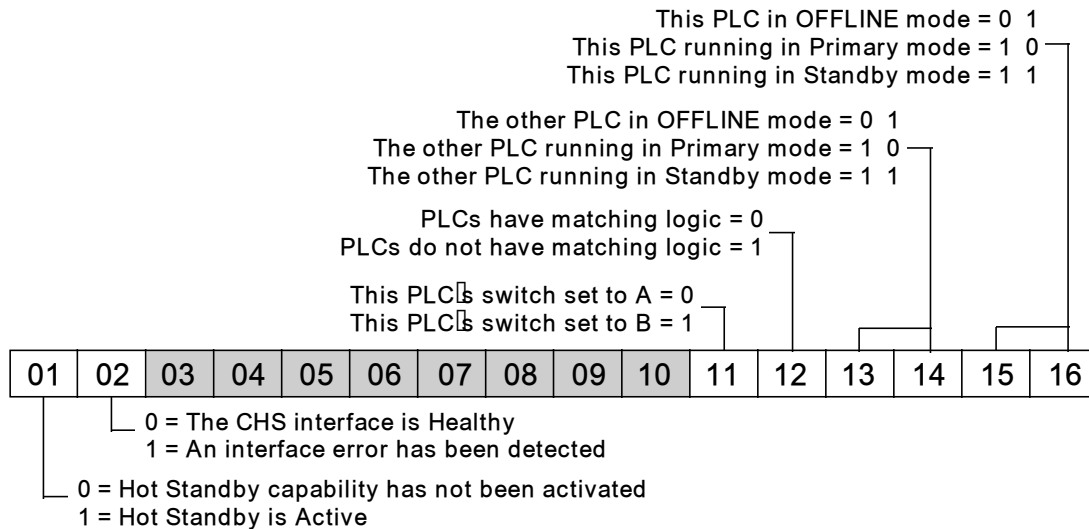 This PLC in OFFLINE mode = 0 1
This PLC running in Primary mode = 1 0
This PLC running in Standby mode = 1 1
The other PLC in OFFLINE mode = 0 1
The other PLC running in Primary mode = 1 0
The other PLC running in Standby mode = 1 1
PLCs have matching logic = 0
PLCs do not have matching logic = 1
This PLC▯s switch set to A = 0
This PLC▯s switch set to B = 1
01 02 03 04 05 06 07 08 09 10 11 12 13 14 15 16
0 = The CHS interface is Healthy
1 = An interface error has been detected
0 = Hot Standby capability has not been activated
1 = Hot Standby is Active